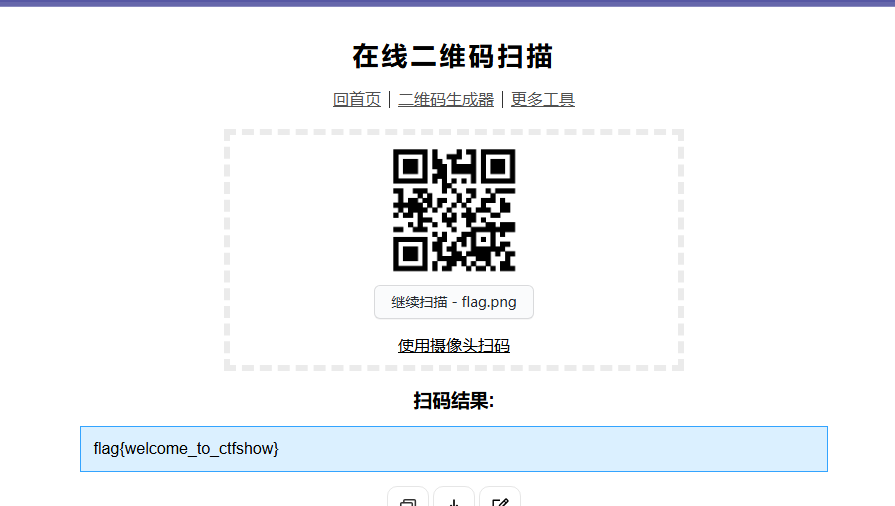 在线二维码扫描
回首页 | 二维码生成器 | 更多工具
继续扫描 - flag.png
使用摄像头扫码
扫码结果:
flag{welcome_to_ctfshow}